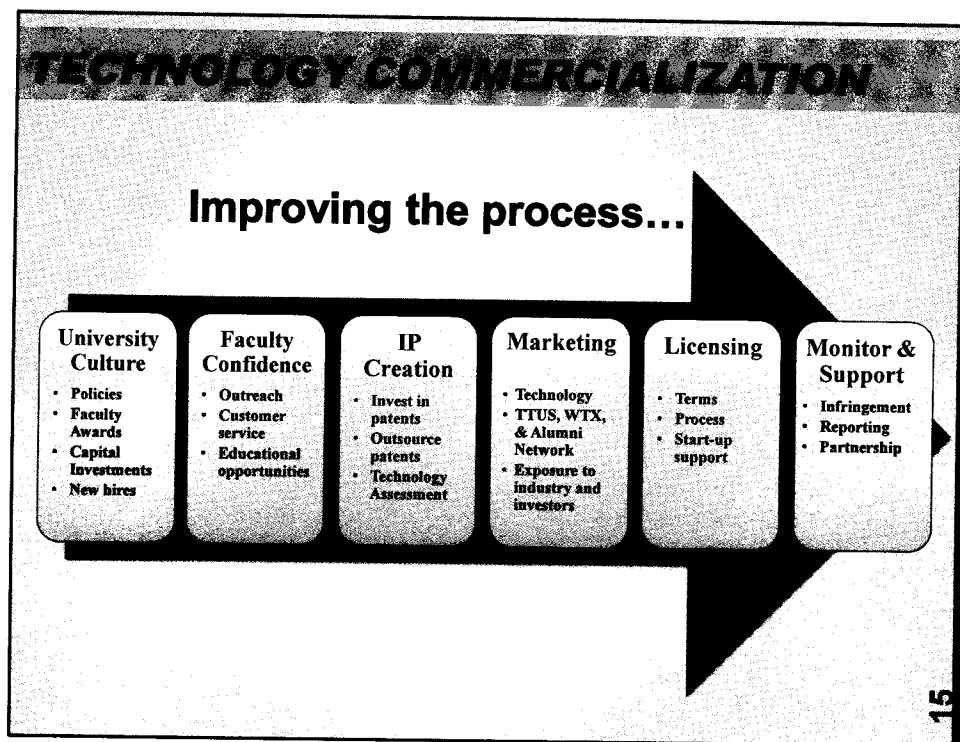 TECHNOLOGY COMMERCIALIZATION
Improving the process...
University
Culture
• Policies
• Faculty
Awards
• Capital
Investments
• New hires
Faculty
Confidence
• Outreach
• Customer
service
• Educational
opportunities
IP
Creation
• Invest in
patents
• Outsource
patents
• Technology
Assessment
Marketing
• Technology
• TTUS, WTX,
& Alumni
Network
• Exposure to
industry and
investors
Licensing
• Terms
• Process
• Start-up
support
Monitor &
Support
• Infringement
• Reporting
• Partnership
15